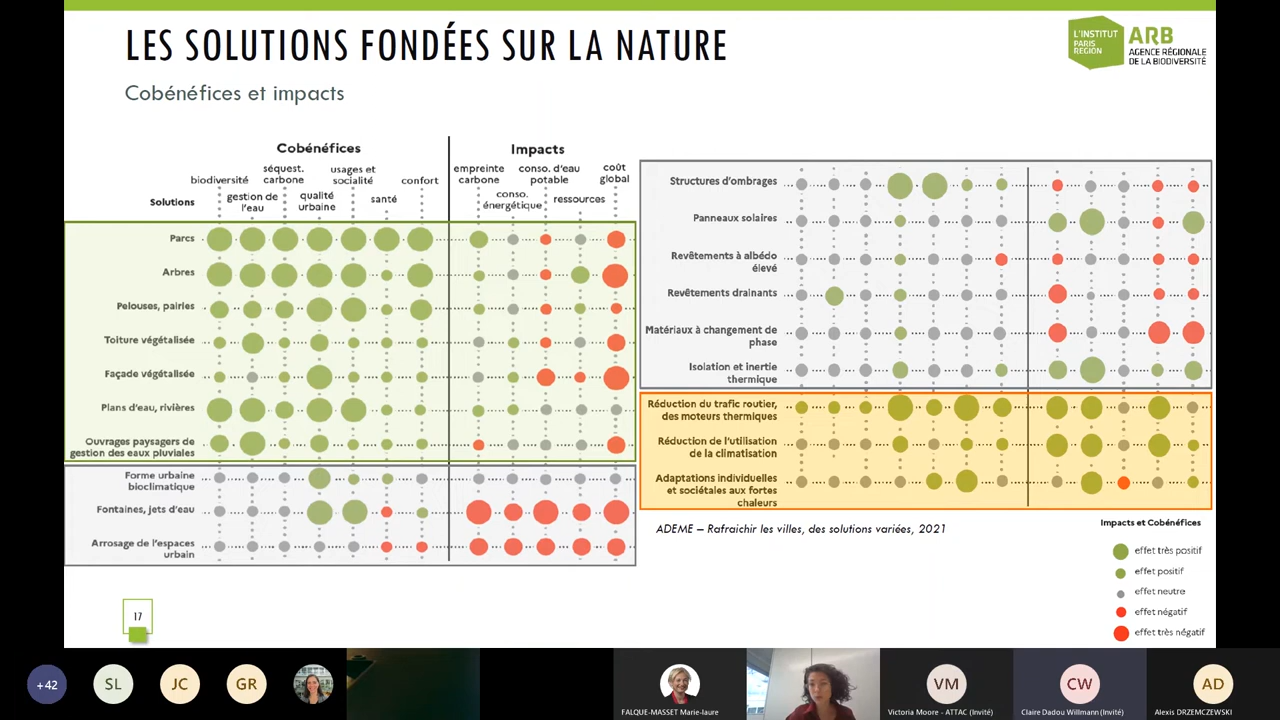 LES SOLUTIONS FONDÉES SUR LA NATURE
Cobénéfices et impacts
L'INSTITUT
PARIS
REGION
ARB
AGENCE RÉGIONALE
DE LA BIODIVERSITÉ
Cobénéfices
Impacts
biodiversité
gestion de
l'eau
séquest.
carbone
qualité
urbaine
usages et
socialité
santé
confort
empreinte
carbone
conso.
énergétique
conso. d'eau
potable
ressources
coût
global
Solutions
Parcs
Arbres
Pelouses, pairies
Toiture végétalisée
Façade végétalisée
Plans d'eau, rivières
Ouvrages paysagers de
gestion des eaux pluviales
Forme urbaine
bioclimatique
Fontaines, jets d'eau
Arrosage de l'espaces
urbain
Structures d'ombrages
Panneaux solaires
Revêtements à albédo
élevé
Revêtements drainants
Matériaux à changement de
phase
Isolation et inertie
thermique
Réduction du trafic routier,
des moteurs thermiques
Réduction de l'utilisation
de la climatisation
Adaptations individuelles
et sociétales aux fortes
chaleurs
ADEME – Rafraichir les villes, des solutions variées, 2021
Impacts et Cobénéfices
effet très positif
effet positif
effet neutre
effet négatif
effet très négatif
17
+42
SL
JC
GR
FALQUE-MASSET Marie-laure
VM
Victoria Moore - ATTAC (Invité)
CW
Claire Dadou Willmann (Invité)
AD
Alexis DRZEMCZEWSKI